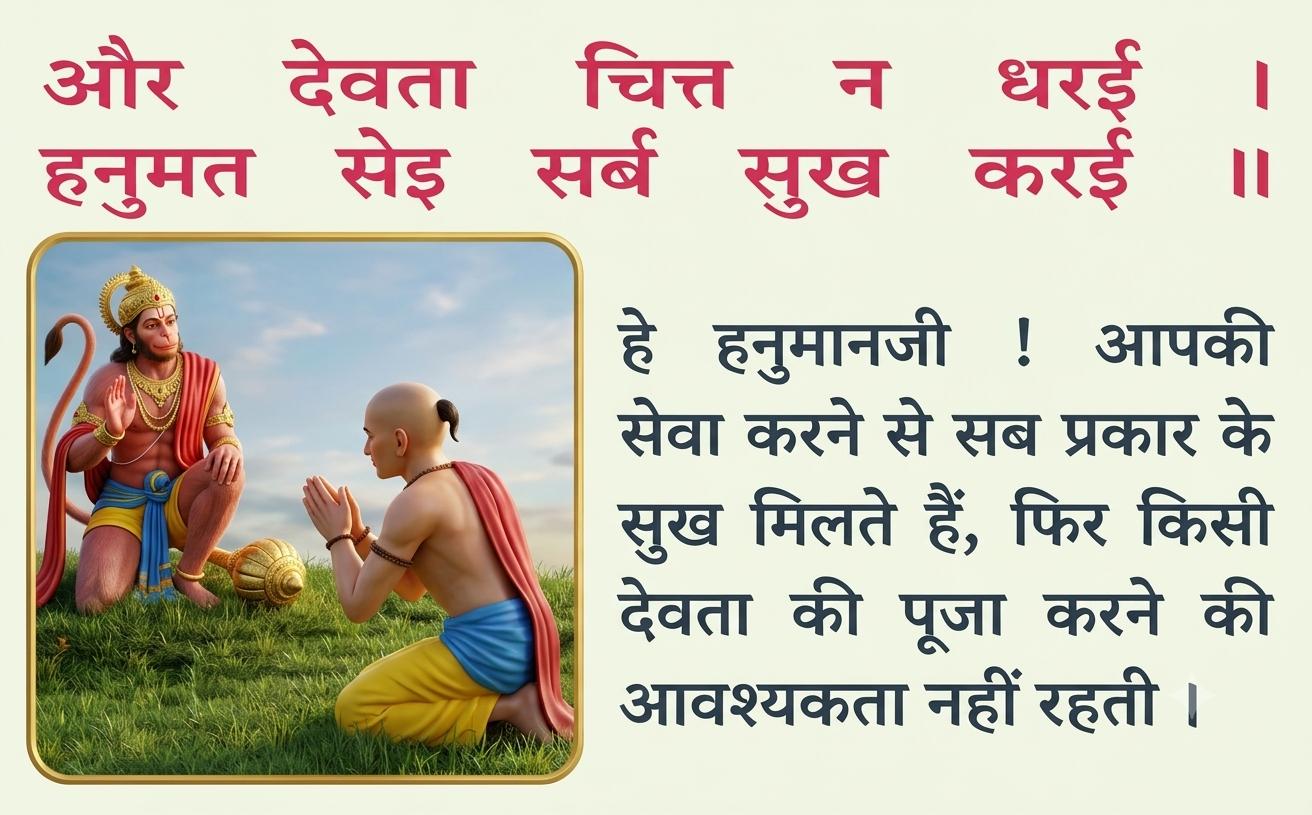 और देवता चित्त न धरई ।
हनुमत सेइ सर्ब सुख करई ॥
हे हनुमानजी ! आपकी
सेवा करने से सब प्रकार के
सुख मिलते हैं, फिर किसी
देवता की पूजा करने की
आवश्यकता नहीं रहती ।